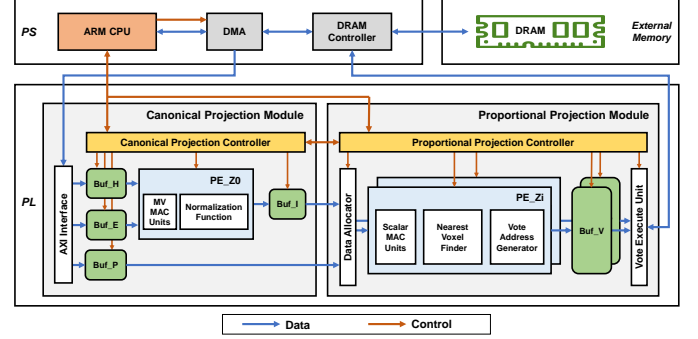 PS
ARM CPU
DMA
DRAM
Controller
DRAM
External
Memory
PL
Canonical Projection Module
Canonical Projection Controller
AXI Interface
Buf_H
Buf_E
Buf_P
PE_Z0
MV
MAC
Units
Normalization
Function
Buf_I
Proportional Projection Module
Proportional Projection Controller
Data Allocator
PE_Zi
Scalar
MAC
Units
Nearest
Voxel
Finder
Vote
Address
Generator
Buf_V
Vote Execute Unit
Data
Control